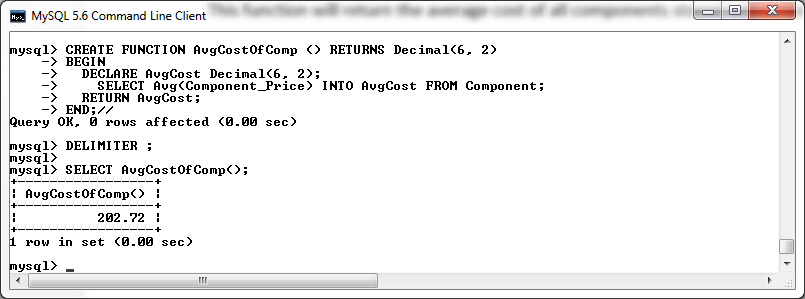 This function will return the average cost of all components
MySQL 5.6 Command Line Client
mysql> CREATE FUNCTION AvgCostOfComp () RETURNS Decimal(6, 2)
    -> BEGIN
    ->   DECLARE AvgCost Decimal(6, 2);
    ->     SELECT Avg(Component_Price) INTO AvgCost FROM Component;
    ->   RETURN AvgCost;
    -> END;//
Query OK, 0 rows affected (0.00 sec)
mysql> DELIMITER ;
mysql>
mysql> SELECT AvgCostOfComp();
+-----------------+
¦ AvgCostOfComp() ¦
+-----------------+
¦          202.72 ¦
+-----------------+
1 row in set (0.00 sec)
mysql> _